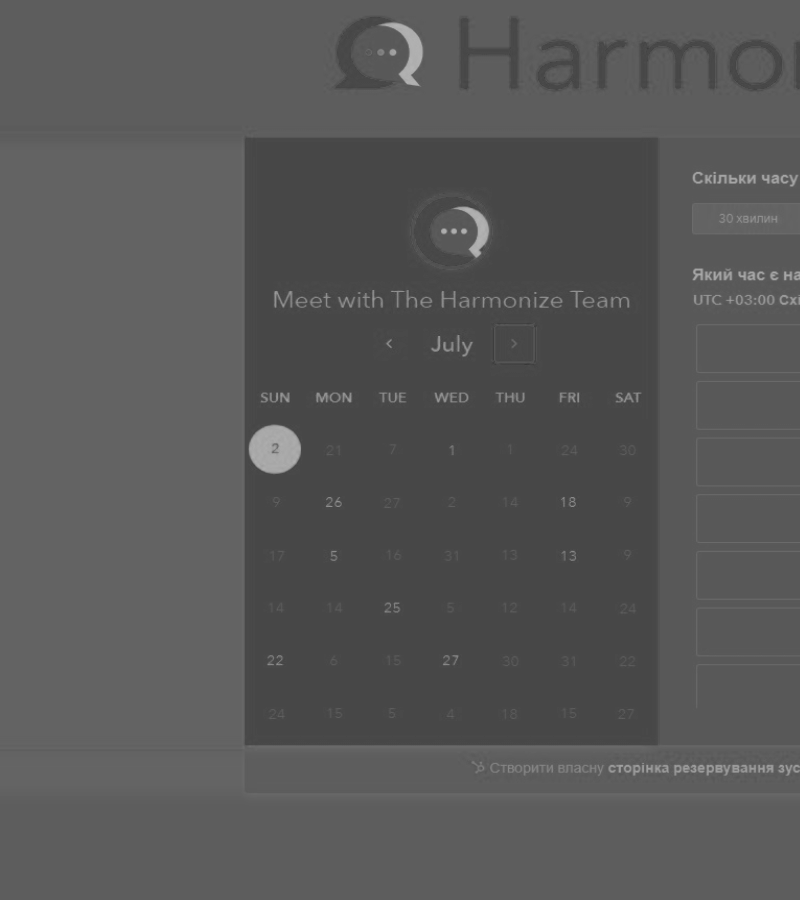 Harmon
Meet with The Harmonize Team
July
SUN MON TUE WED THU FRI SAT
2 21 7 1 1 24 30
9 26 27 2 14 18 9
17 5 16 31 13 13 9
14 14 25 5 12 14 24
22 6 15 27 30 31 22
24 15 5 4 18 15 27
Скільки часу
30 хвилин
Який час є на
UTC +03:00 Схі
Створити власну сторінка резервування зус